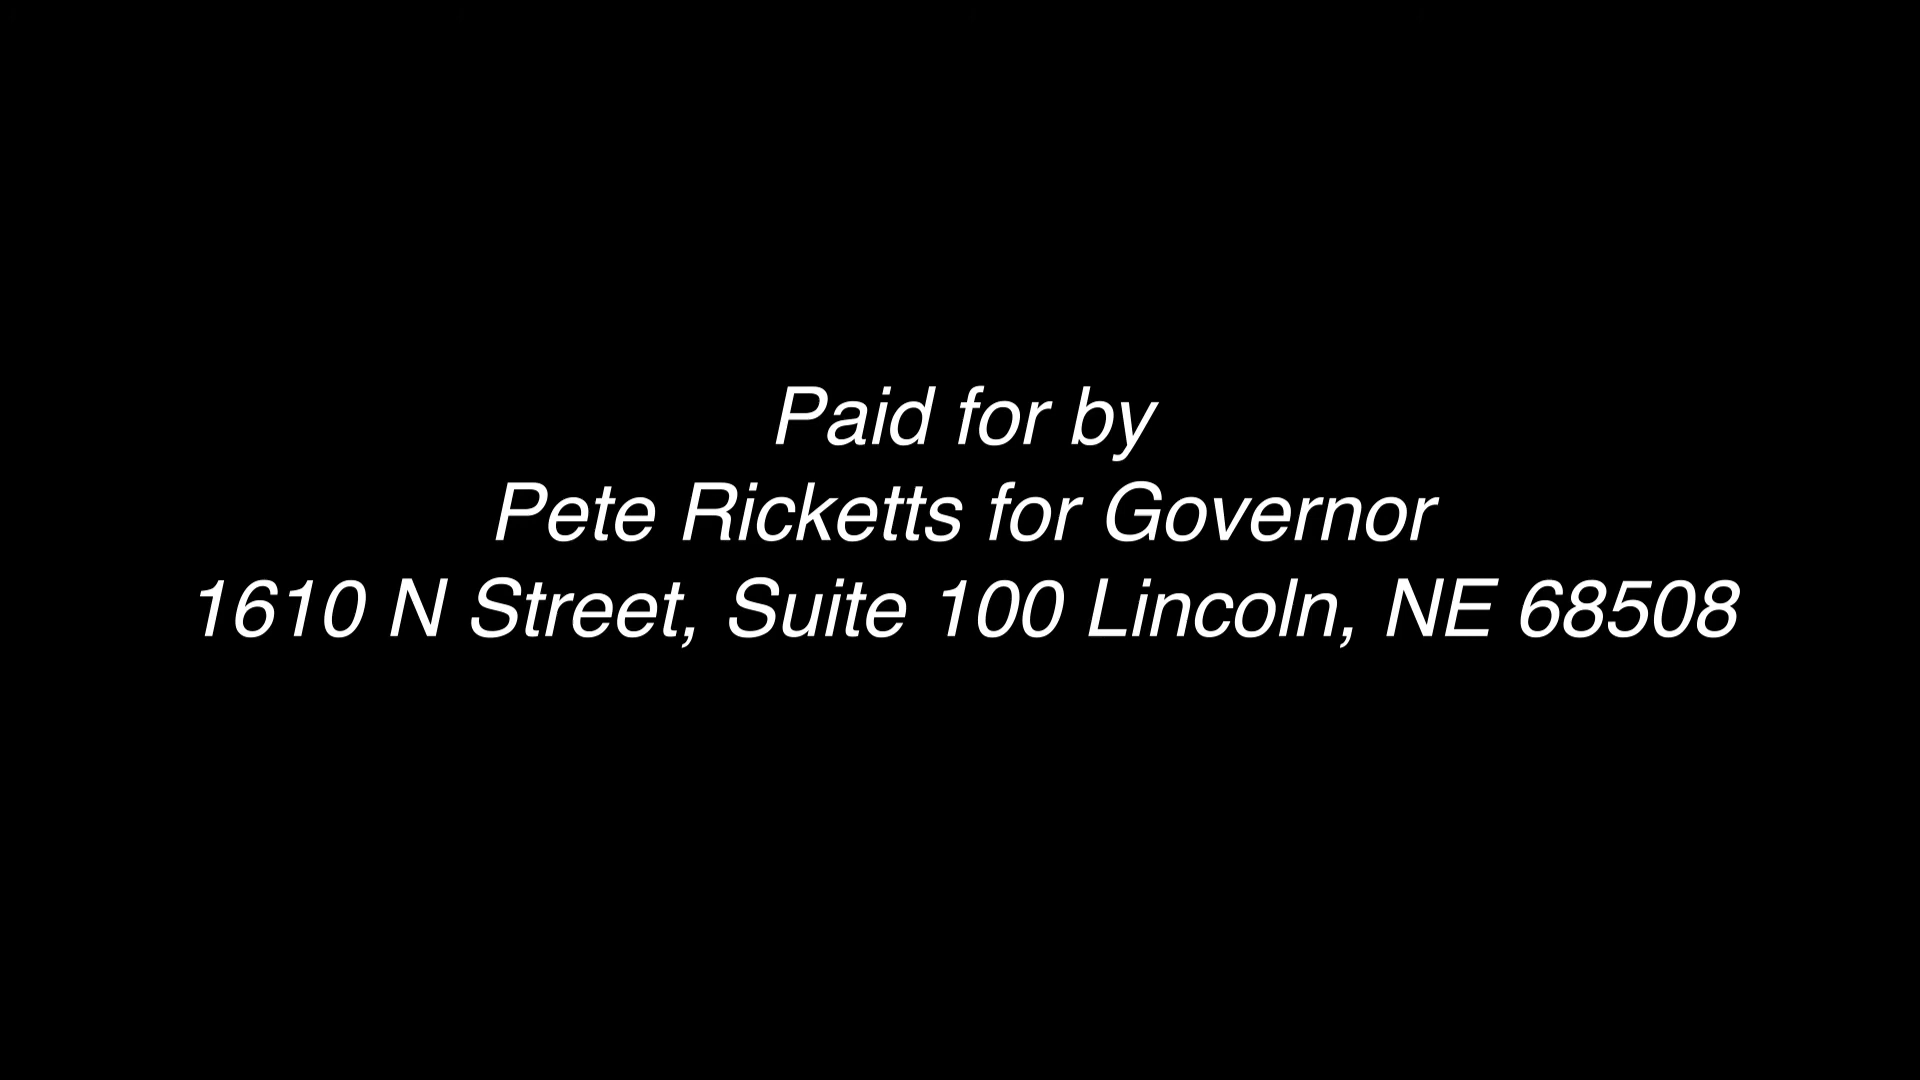 Paid for by
Pete Ricketts for Governor
1610 N Street, Suite 100 Lincoln, NE 68508